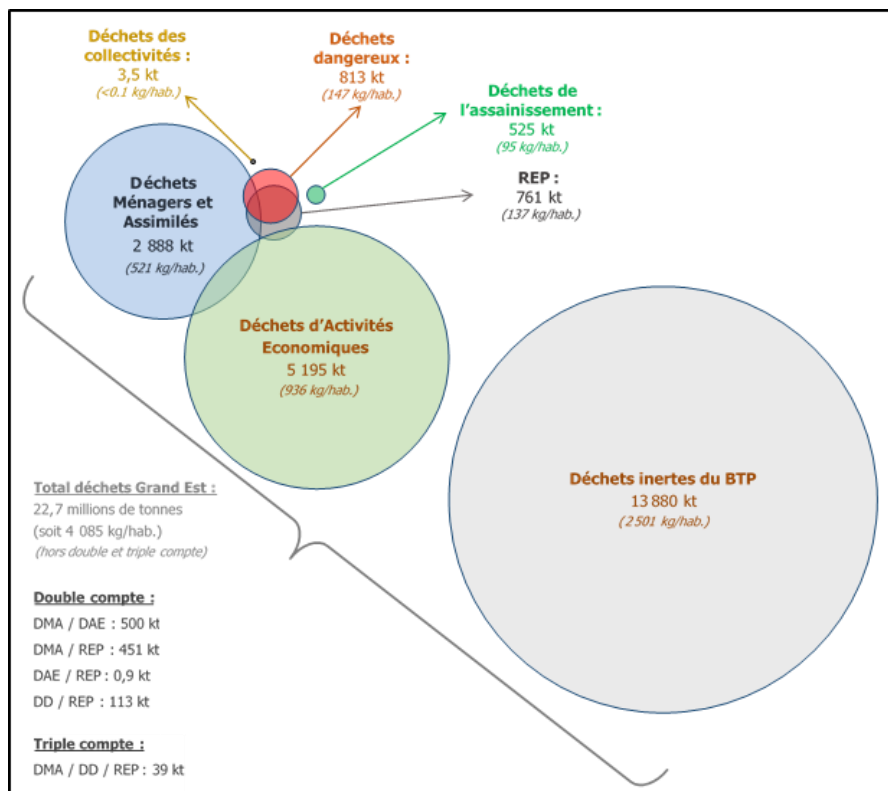 Déchets des
collectivités :
3,5 kt
(<0.1 kg/hab.)
Déchets
dangereux :
813 kt
(147 kg/hab.)
Déchets de
l'assainissement :
525 kt
(95 kg/hab.)
REP :
761 kt
(137 kg/hab.)
Déchets
Ménagers et
Assimilés
2 888 kt
(521 kg/hab.)
Déchets d'Activités
Economiques
5 195 kt
(936 kg/hab.)
Déchets inertes du BTP
13 880 kt
(2 501 kg/hab.)
Total déchets Grand Est :
22,7 millions de tonnes
(soit 4 085 kg/hab.)
(hors double et triple compte)
Double compte :
DMA / DAE : 500 kt
DMA / REP : 451 kt
DAE / REP : 0,9 kt
DD / REP : 113 kt
Triple compte :
DMA / DD / REP : 39 kt